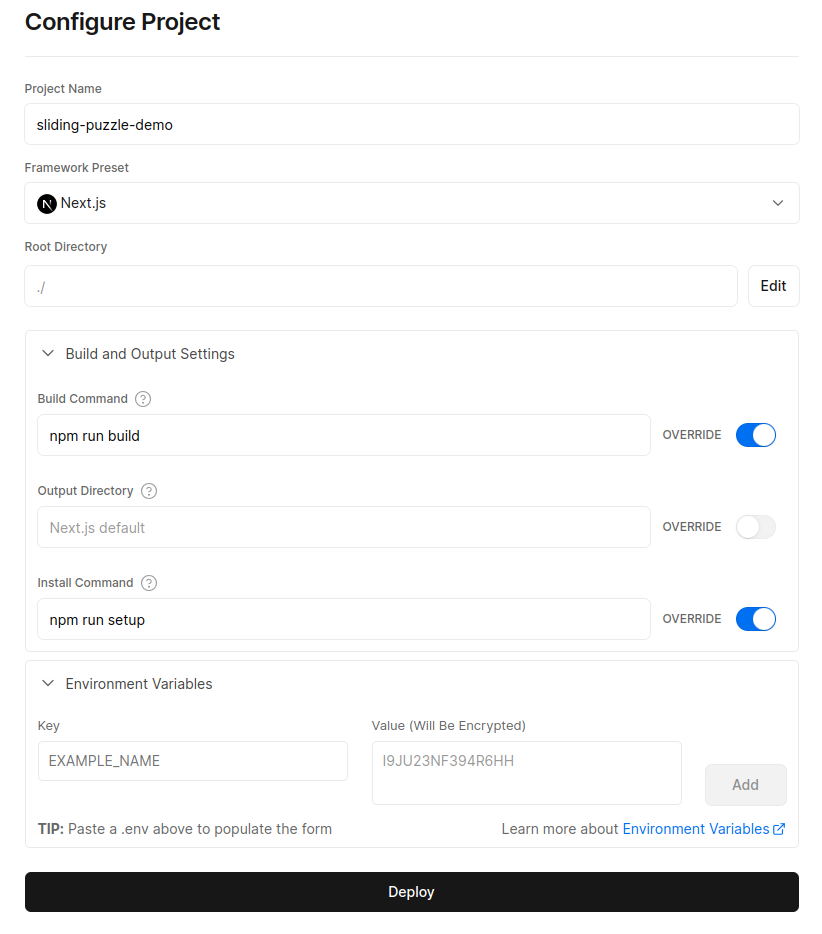 Configure Project
Project Name
sliding-puzzle-demo
Framework Preset
N Next.js
Root Directory
./
Edit
Build and Output Settings
Build Command ?
npm run build
OVERRIDE
Output Directory ?
Next.js default
OVERRIDE
Install Command ?
npm run setup
OVERRIDE
Environment Variables
Key
Value (Will Be Encrypted)
EXAMPLE_NAME
I9JU23NF394R6HH
Add
TIP: Paste a .env above to populate the form
Learn more about Environment Variables
Deploy